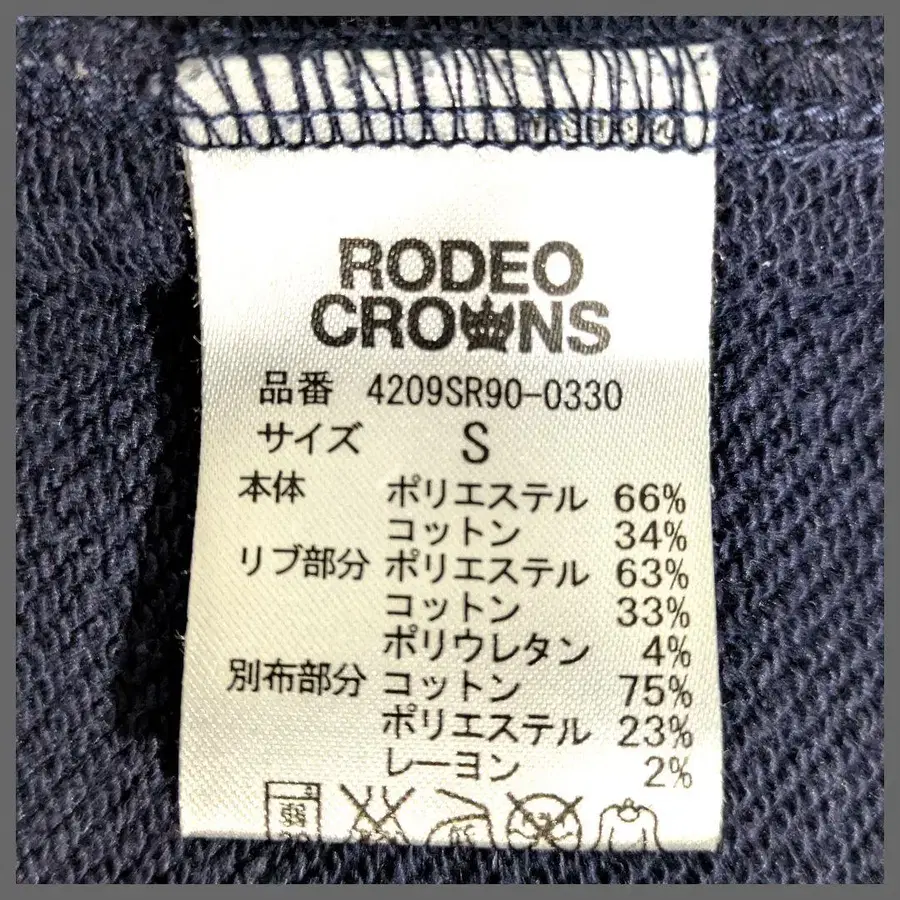 RODEO
CROWNS
品番 4209SR90-0330
サイズ S
本体 ポリエステル 66%
コットン 34%
リブ部分 ポリエステル 63%
コットン 33%
ポリウレタン 4%
別布部分 コットン 75%
ポリエステル 23%
レーヨン 2%
弱